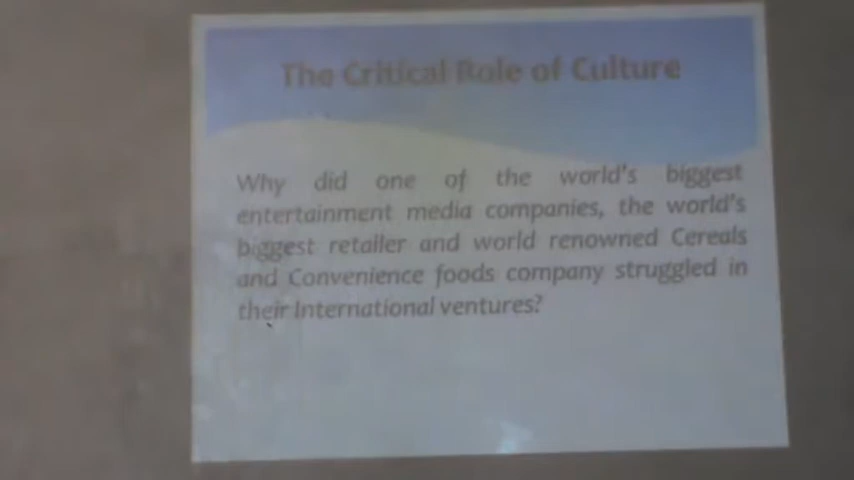 The Critical Role of Culture
Why did one of the world's biggest
entertainment media companies, the world's
biggest retailer and world renowned Cereals
and Convenience foods company struggled in
their International ventures?